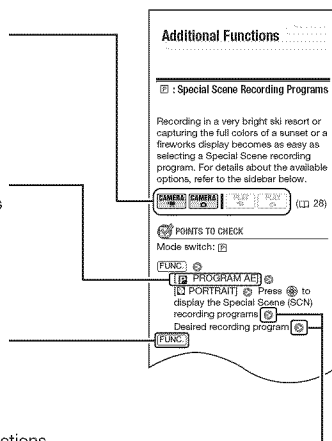 Additional Functions
P : Special Scene Recording Programs
Recording in a very bright ski resort or
capturing the full colors of a sunset or a
fireworks display becomes as easy as
selecting a Special Scene recording
program. For details about the available
options, refer to the sidebar below.
CAMERA CAMERA PLAY PLAY ( 28)
s
POINTS TO CHECK
Mode switch: P
FUNC.
[P PROGRAM AE]
[ PORTRAIT] Press to
display the Special Scene (SCN)
recording programs
Desired recording program
FUNC.
ctions